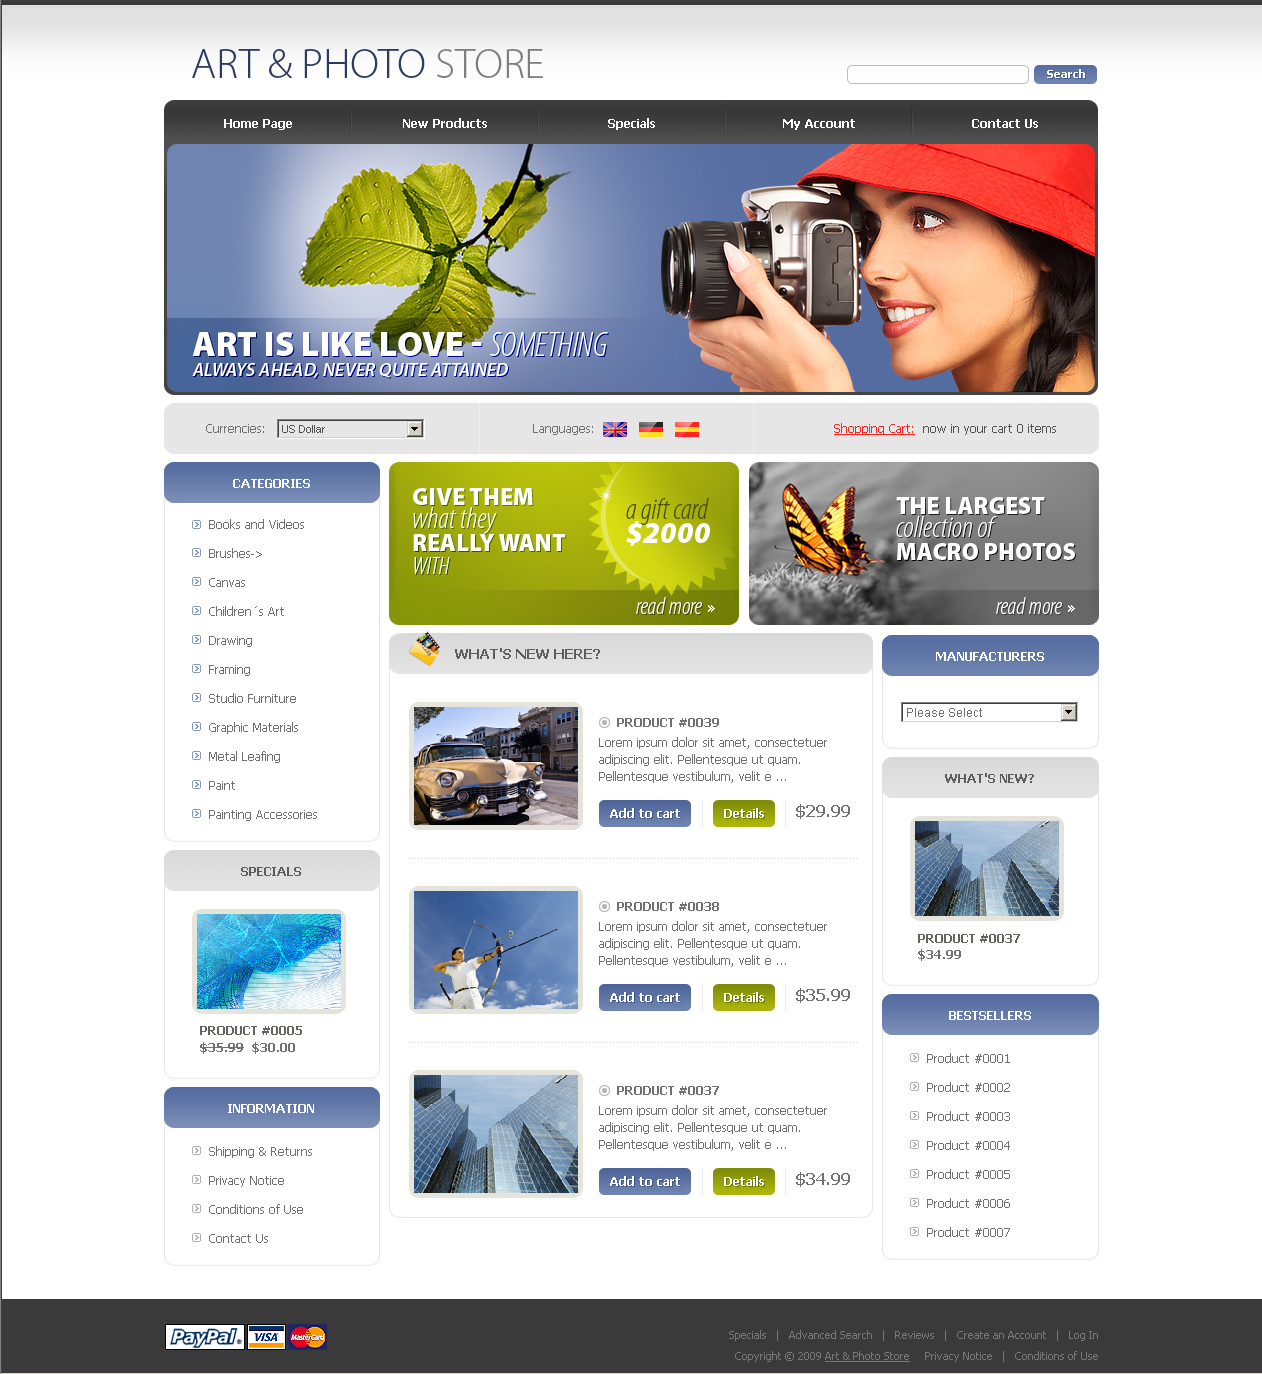 ART & PHOTO STORE
Search
Home Page
New Products
Specials
My Account
Contact Us
ART IS LIKE LOVE - SOMETHING
ALWAYS AHEAD, NEVER QUITE ATTAINED
Currencies:
US Dollar
Languages:
Shopping Cart: now in your cart 0 items
CATEGORIES
Books and Videos
Brushes->
Canvas
Children´s Art
Drawing
Framing
Studio Furniture
Graphic Materials
Metal Leafing
Paint
Painting Accessories
SPECIALS
PRODUCT #0005
$35.99 $30.00
INFORMATION
Shipping & Returns
Privacy Notice
Conditions of Use
Contact Us
GIVE THEM
what they
REALLY WANT
WITH
a gift card
$2000
read more »
THE LARGEST
collection of
MACRO PHOTOS
read more »
WHAT'S NEW HERE?
PRODUCT #0039
Lorem ipsum dolor sit amet, consectetuer
adipiscing elit. Pellentesque ut quam.
Pellentesque vestibulum, velit e ...
Add to cart
Details
$29.99
PRODUCT #0038
Lorem ipsum dolor sit amet, consectetuer
adipiscing elit. Pellentesque ut quam.
Pellentesque vestibulum, velit e ...
Add to cart
Details
$35.99
PRODUCT #0037
Lorem ipsum dolor sit amet, consectetuer
adipiscing elit. Pellentesque ut quam.
Pellentesque vestibulum, velit e ...
Add to cart
Details
$34.99
MANUFACTURERS
Please Select
WHAT'S NEW?
PRODUCT #0037
$34.99
BESTSELLERS
Product #0001
Product #0002
Product #0003
Product #0004
Product #0005
Product #0006
Product #0007
PayPal VISA MasterCard
Specials | Advanced Search | Reviews | Create an Account | Log In
Copyright © 2009 Art & Photo Store Privacy Notice | Conditions of Use